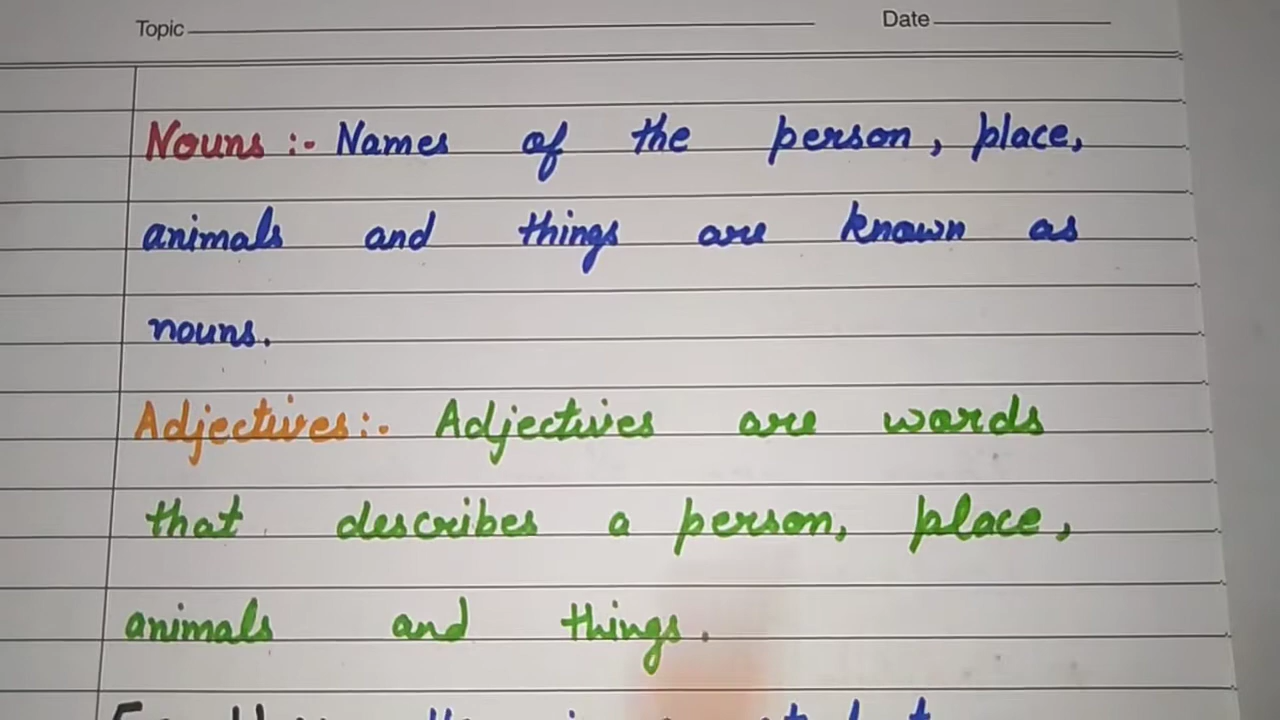 Topic Date
Nouns :- Names of the person, place,
animals and things are known as
nouns.
Adjectives:- Adjectives are words
that describes a person, place,
animals and things.